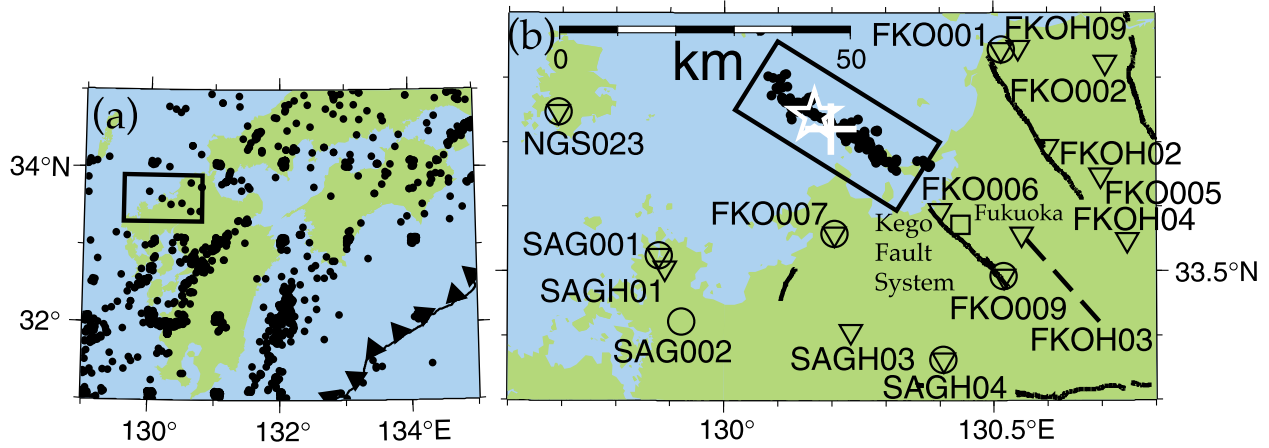 (a)
34°N
32°
130°
132°
134°E
(b)
km
0
50
FKO001
FKOH09
FKO002
NGS023
FKOH02
FKO005
FKO006
FKOH04
FKO007
Kego
Fault
System
Fukuoka
SAG001
SAGH01
33.5°N
FKO009
FKOH03
SAG002
SAGH03
SAGH04
130°
130.5°E